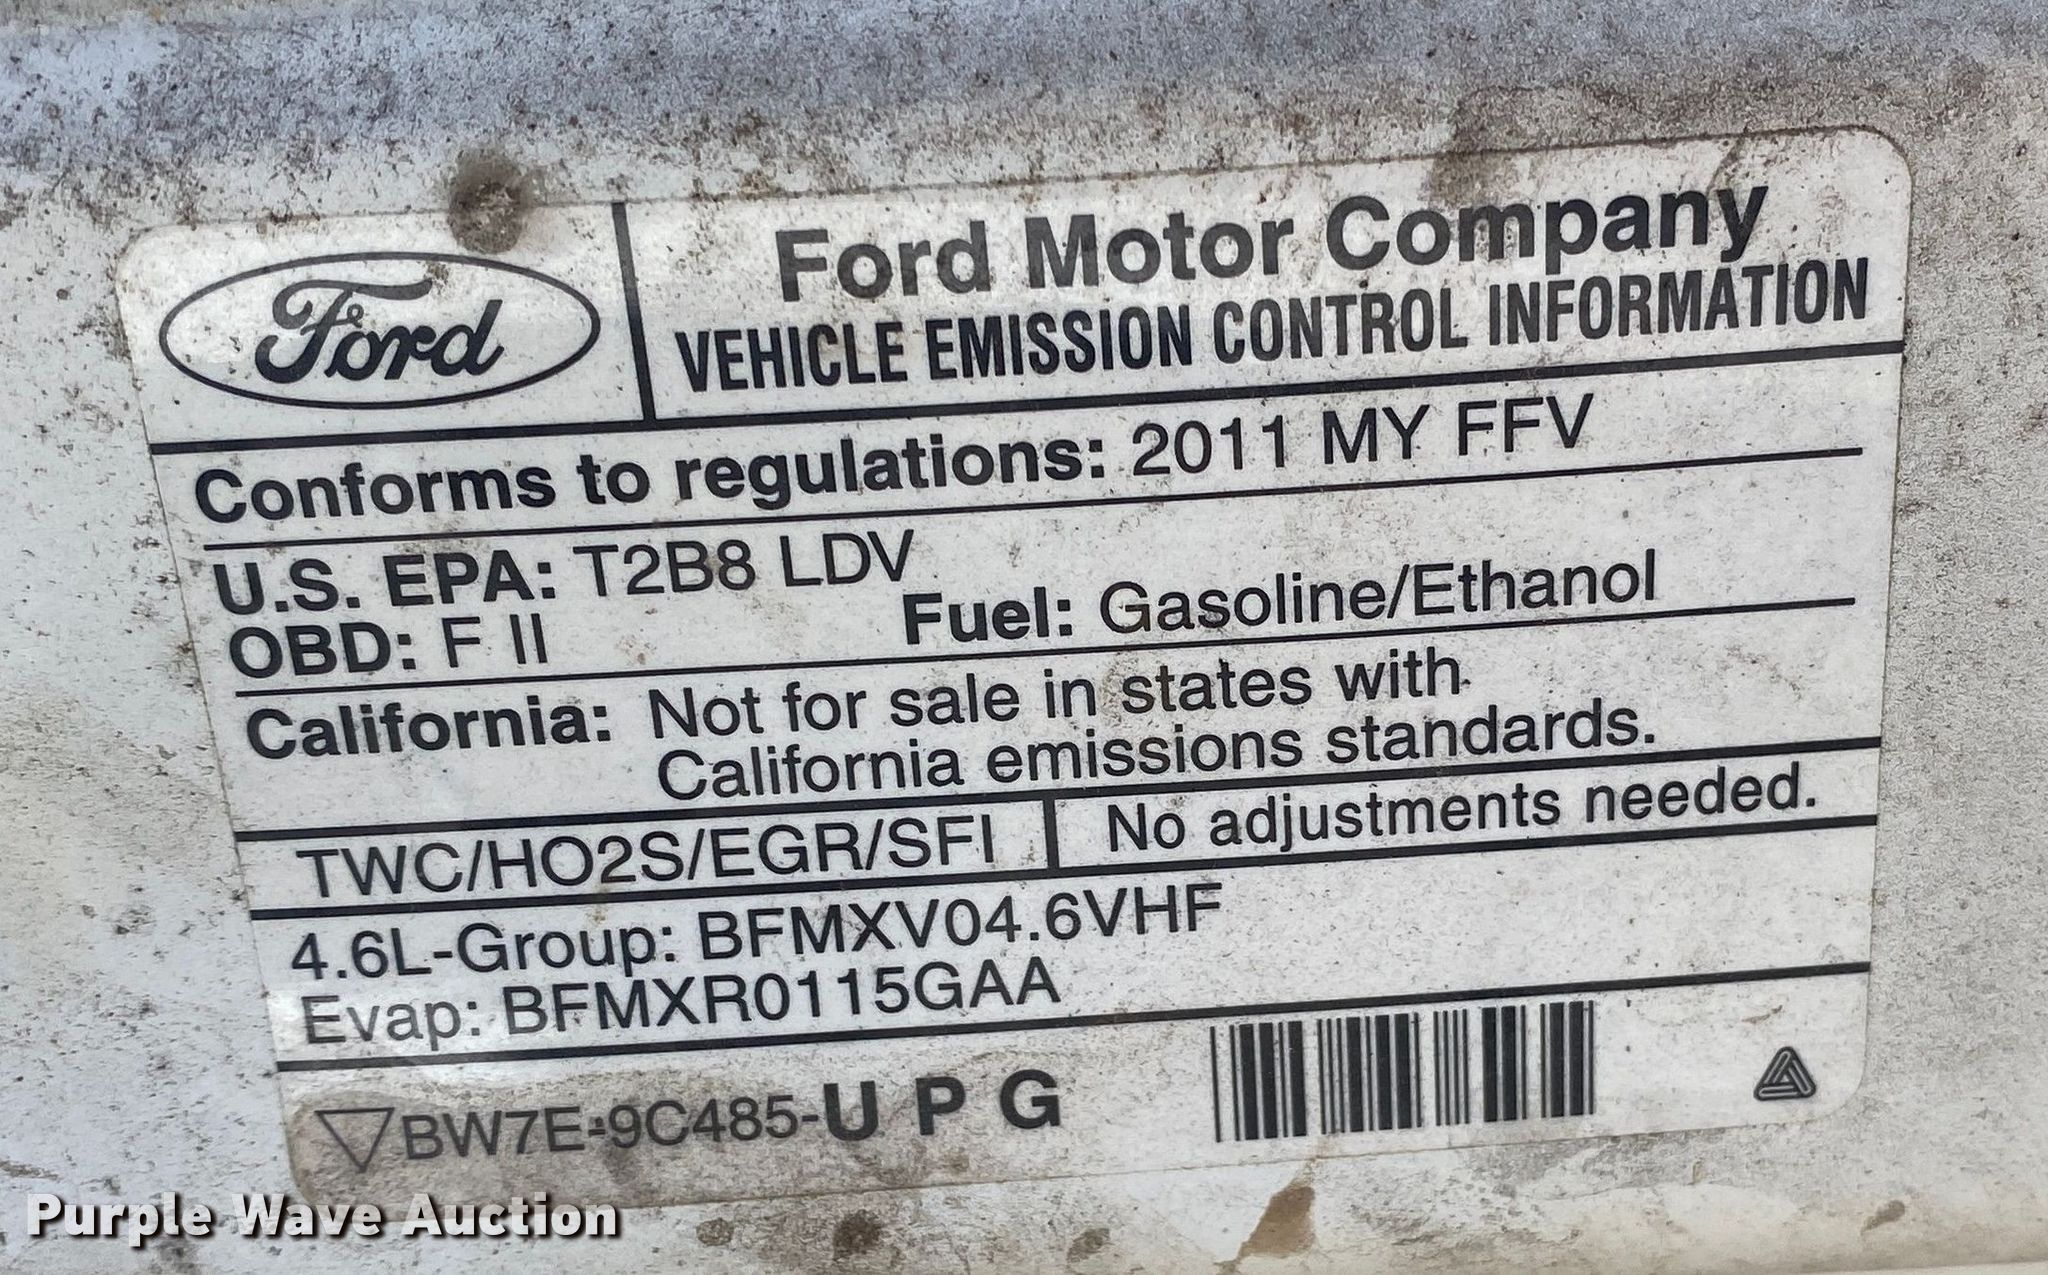 Ford
Ford Motor Company
VEHICLE EMISSION CONTROL INFORMATION
Conforms to regulations: 2011 MY FFV
U.S. EPA: T2B8 LDV
OBD: F II
Fuel: Gasoline/Ethanol
California: Not for sale in states with
California emissions standards.
TWC/HO2S/EGR/SFI
No adjustments needed.
4.6L-Group: BFMXV04.6VHF
Evap: BFMXR0115GAA
BW7E-9C485-U P G
Purple Wave Auction